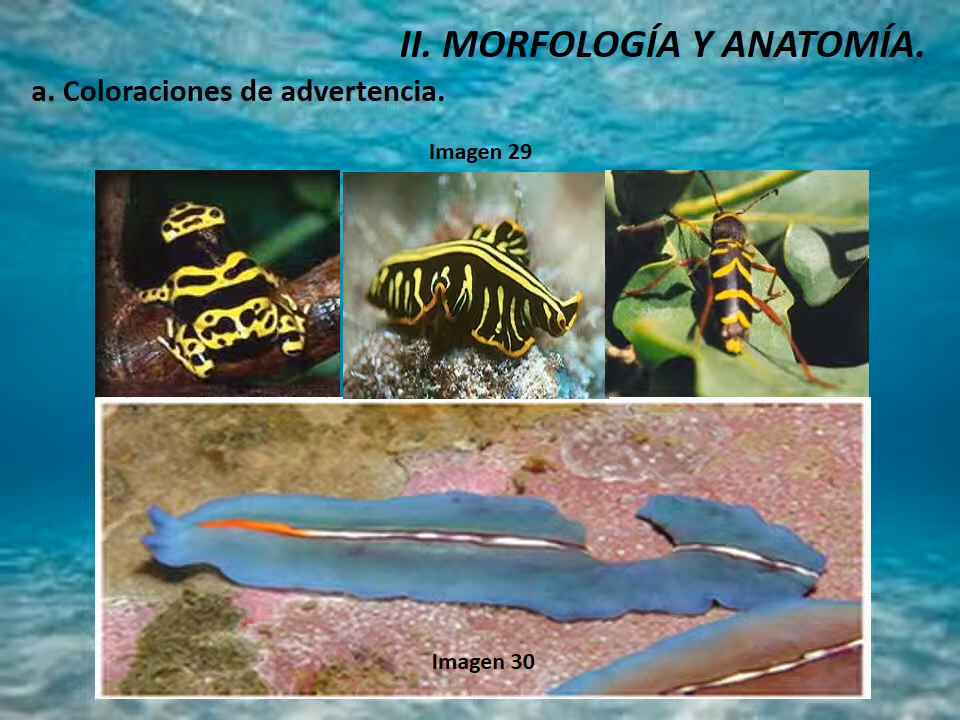 II. MORFOLOGÍA Y ANATOMÍA.
a. Coloraciones de advertencia.
Imagen 29
Imagen 30